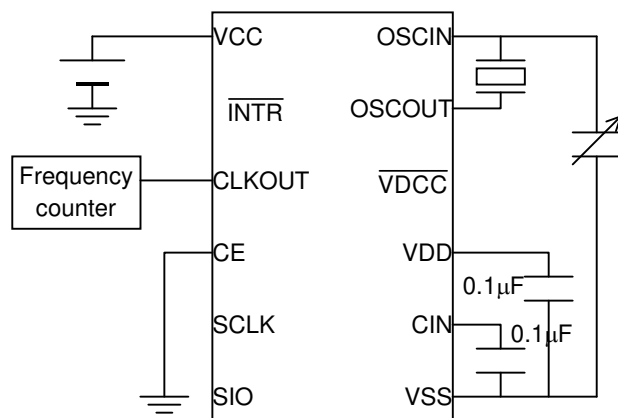 VCC
OSCIN
INTR
OSCOUT
Frequency
counter
CLKOUT
VDCC
CE
VDD
0.1μF
SCLK
CIN
0.1μF
SIO
VSS